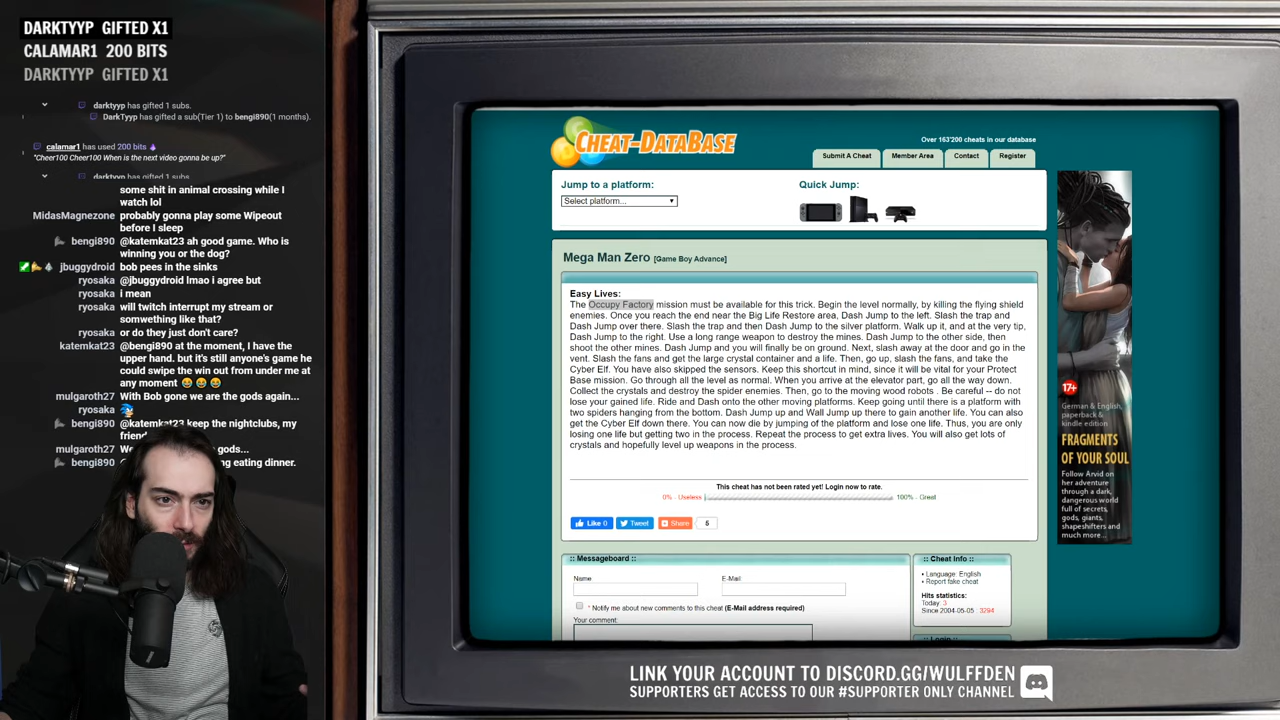 DARKTYYP GIFTED X1
CALAMAR1 200 BITS
DARKTYYP GIFTED X1
darktyyp has gifted 1 subs.
DarkTyyp has gifted a sub(Tier 1) to bengi890(1 months).
calamar1 has used 200 bits
"Cheer100 Cheer100 When is the next video gonna be up?"
darktyyp has gifted 1 subs
some shit in animal crossing while I
watch lol
MidasMagnezone probably gonna play some Wipeout
before I sleep
bengi890 @katemkat23 ah good game. Who is
winning you or the dog?
jbuggydroid bob pees in the sinks
ryosaka @jbuggydroid lmao i agree but
ryosaka i mean
ryosaka will twitch interrupt my stream or
somwething like that?
ryosaka or do they just don't care?
katemkat23 @bengi890 at the moment, I have the
upper hand. but it's still anyone's game he
could swipe the win out from under me at
any moment 😅😅😅
mulgaroth27 With Bob gone we are the gods again...
ryosaka
bengi890 @katemkat23 keep the nightclubs, my
friend
mulgaroth27 We gods...
bengi890 ng eating dinner.
CHEAT-DATABASE
Over 163'200 cheats in our database
Submit A Cheat Member Area Contact Register
Jump to a platform:
Select platform...
Quick Jump:
Mega Man Zero [Game Boy Advance]
Easy Lives:
The Occupy Factory mission must be available for this trick. Begin the level normally, by killing the flying shield
enemies. Once you reach the end near the Big Life Restore area, Dash Jump to the left. Slash the trap and
Dash Jump over there. Slash the trap and then Dash Jump to the silver platform. Walk up it, and at the very tip,
Dash Jump to the right. Use a long range weapon to destroy the mines. Dash Jump to the other side, then
shoot the other mines. Dash Jump and you will finally be on ground. Next, slash away at the door and go in the
vent. Slash the fans and get the large crystal container and a life. Then, go up, slash the fans, and take the
Cyber Elf. You have also skipped the sensors. Keep this shortcut in mind, since it will be vital for your Protect
Base mission. Go through all the level as normal. When you arrive at the elevator part, go all the way down.
Collect the crystals and destroy the spider enemies. Then, go to the moving wood robots . Be careful -- do not
lose your gained life. Ride and Dash onto the other moving platforms. Keep going until there is a platform with
two spiders hanging from the bottom. Dash Jump up and Wall Jump up there to gain another life. You can also
get the Cyber Elf down there. You can now die by jumping of the platform and lose one life. Thus, you are only
losing one life but getting two in the process. Repeat the process to get extra lives. You will also get lots of
crystals and hopefully level up weapons in the process.
This cheat has not been rated yet! Login now to rate.
0% - Useless 100% - Great
Like 0 Tweet Share 5
:: Messageboard ::
Name E-Mail
* Notify me about new comments to this cheat (E-Mail address required)
Your comment:
:: Cheat Info ::
• Language: English
• Report fake cheat
Hits statistics:
Today: 3
Since 2004-05-05 : 3294
:: Login ::
17+
German & English,
paperback &
kindle edition
FRAGMENTS
OF YOUR SOUL
Follow Arvid on
her adventure
through a dark,
dangerous world
full of secrets,
gods, giants,
shapeshifters and
much more...
LINK YOUR ACCOUNT TO DISCORD.GG/WULFFDEN
SUPPORTERS GET ACCESS TO OUR #SUPPORTER ONLY CHANNEL